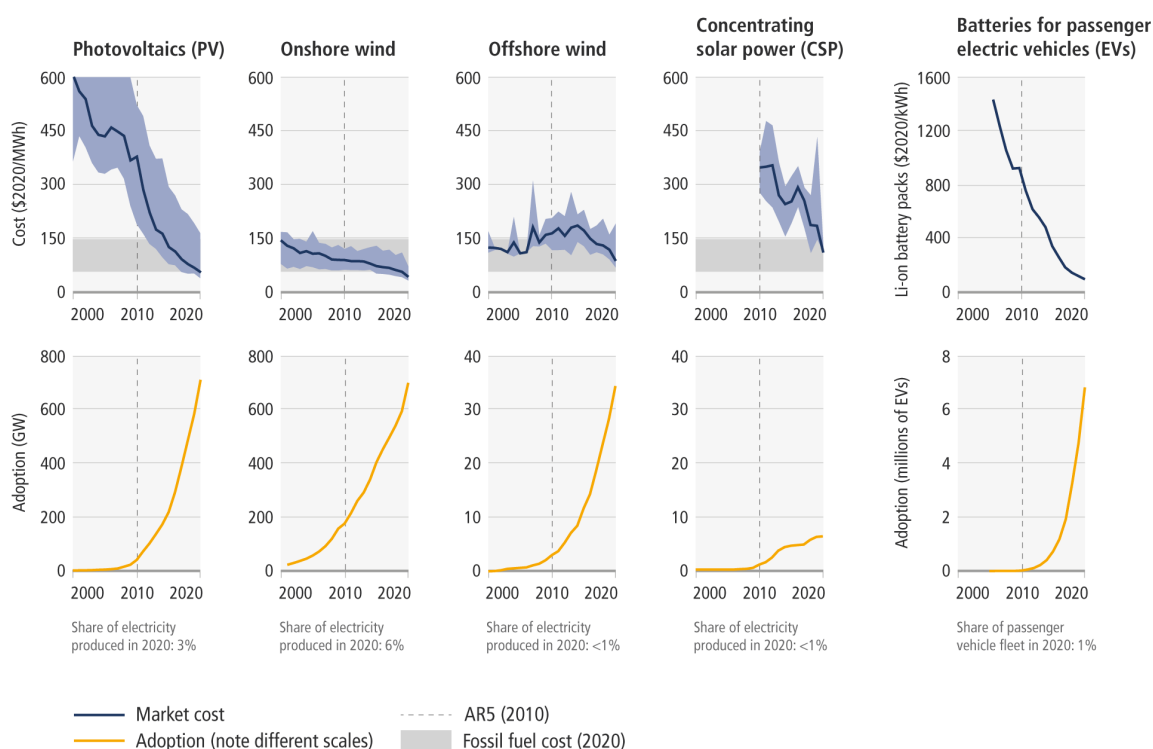 Photovoltaics (PV)
Onshore wind
Offshore wind
Concentrating
solar power (CSP)
Batteries for passenger
electric vehicles (EVs)
Cost ($2020/MWh)
600
450
300
150
0
2000 2010 2020
600
450
300
150
0
2000 2010 2020
600
450
300
150
0
2000 2010 2020
600
450
300
150
0
2000 2010 2020
Li-on battery packs ($2020/kWh)
1600
1200
800
400
0
2000 2010 2020
Adoption (GW)
800
600
400
200
0
2000 2010 2020
800
600
400
200
0
2000 2010 2020
40
30
20
10
0
2000 2010 2020
40
30
20
10
0
2000 2010 2020
Adoption (millions of EVs)
8
6
4
2
0
2000 2010 2020
Share of electricity
produced in 2020: 3%
Share of electricity
produced in 2020: 6%
Share of electricity
produced in 2020: <1%
Share of electricity
produced in 2020: <1%
Share of passenger
vehicle fleet in 2020: 1%
Market cost
Adoption (note different scales)
AR5 (2010)
Fossil fuel cost (2020)